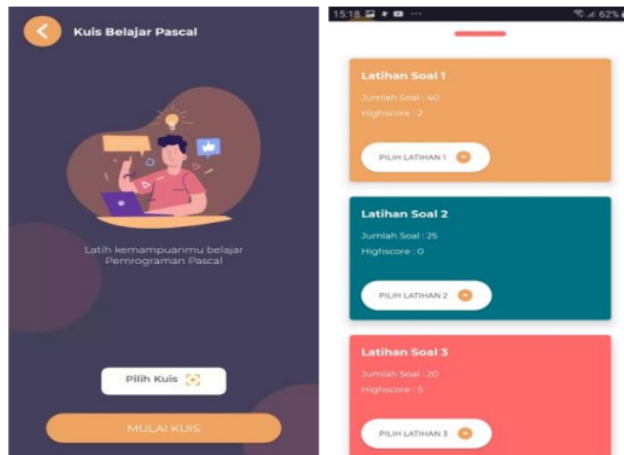 Kuis Belajar Pascal
Latih kemampuanmu belajar
Pemrograman Pascal
Pilih Kuis
MULAI KUIS
15:18
62%
Latihan Soal 1
Jumlah Soal : 40
Highscore : 2
PILIH LATIHAN 1
Latihan Soal 2
Jumlah Soal : 25
Highscore : 0
PILIH LATIHAN 2
Latihan Soal 3
Jumlah Soal : 20
Highscore : 5
PILIH LATIHAN 3